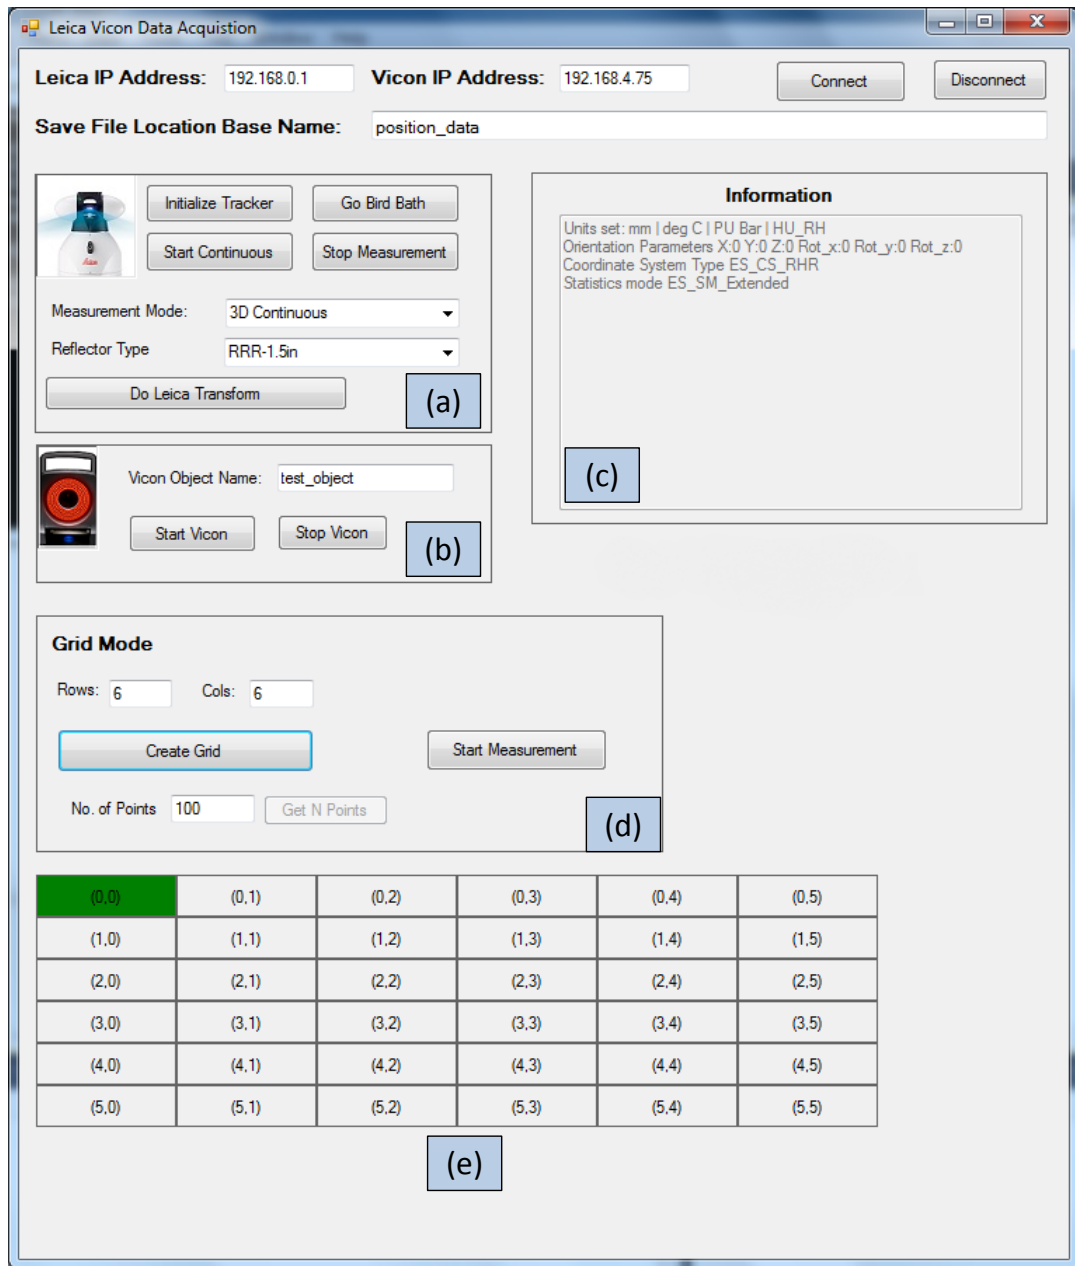 Leica Vicon Data Acquistion
Leica IP Address: 192.168.0.1 Vicon IP Address: 192.168.4.75 Connect Disconnect
Save File Location Base Name: position_data
Initialize Tracker Go Bird Bath
Start Continuous Stop Measurement
Measurement Mode: 3D Continuous
Reflector Type RRR-1.5in
Do Leica Transform
(a)
Information
Units set: mm | deg C | PU Bar | HU_RH
Orientation Parameters X:0 Y:0 Z:0 Rot_x:0 Rot_y:0 Rot_z:0
Coordinate System Type ES_CS_RHR
Statistics mode ES_SM_Extended
(c)
Vicon Object Name: test_object
Start Vicon Stop Vicon
(b)
Grid Mode
Rows: 6 Cols: 6
Create Grid Start Measurement
No. of Points 100 Get N Points
(d)
(0,0) (0,1) (0,2) (0,3) (0,4) (0,5)
(1,0) (1,1) (1,2) (1,3) (1,4) (1,5)
(2,0) (2,1) (2,2) (2,3) (2,4) (2,5)
(3,0) (3,1) (3,2) (3,3) (3,4) (3,5)
(4,0) (4,1) (4,2) (4,3) (4,4) (4,5)
(5,0) (5,1) (5,2) (5,3) (5,4) (5,5)
(e)